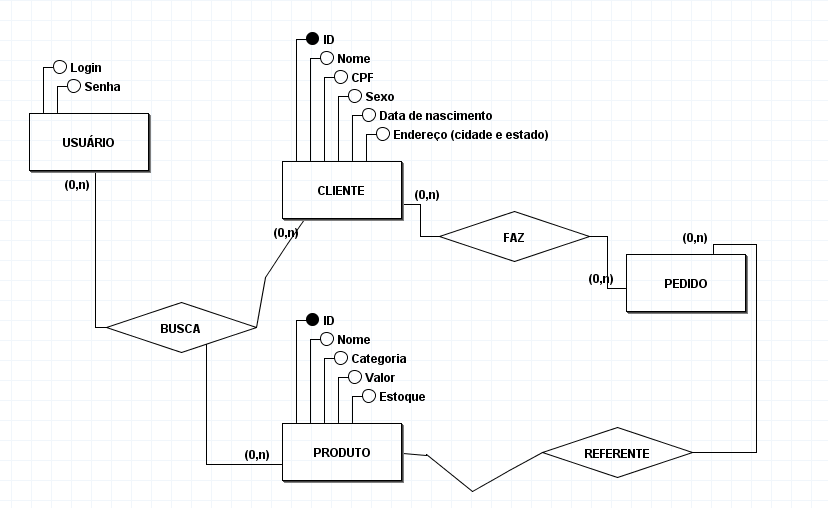 ID
Nome
CPF
Sexo
Data de nascimento
Endereço (cidade e estado)
Login
Senha
USUÁRIO
CLIENTE
(0,n)
(0,n)
(0,n)
FAZ
(0,n)
(0,n)
PEDIDO
BUSCA
ID
Nome
Categoria
Valor
Estoque
(0,n)
PRODUTO
REFERENTE